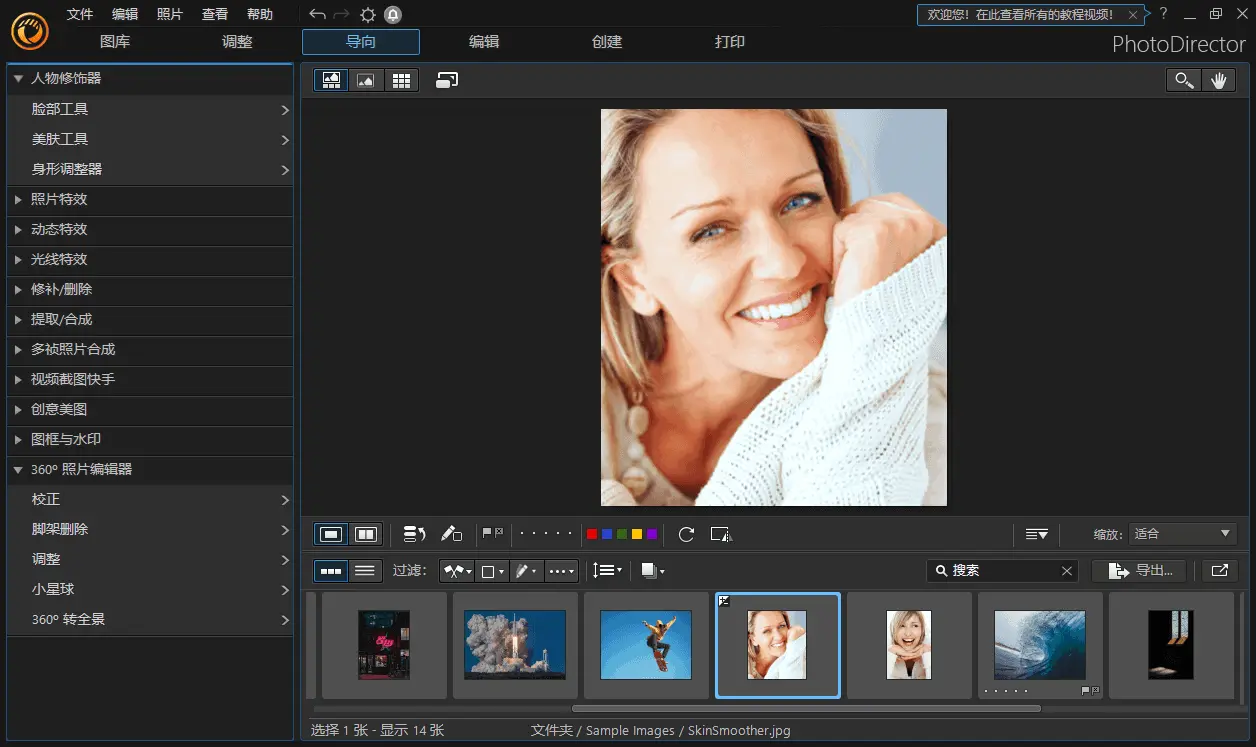 文件 编辑 照片 查看 帮助
欢迎您！在此查看所有的教程视频！
图库 调整 导向 编辑 创建 打印
PhotoDirector
人物修饰器
脸部工具
美肤工具
身形调整器
照片特效
动态特效
光线特效
修补/删除
提取/合成
多祯照片合成
视频截图快手
创意美图
图框与水印
360º 照片编辑器
校正
脚架删除
调整
小星球
360º 转全景
缩放: 适合
过滤: 搜索 导出...
选择 1 张 - 显示 14 张 文件夹 / Sample Images / SkinSmoother.jpg